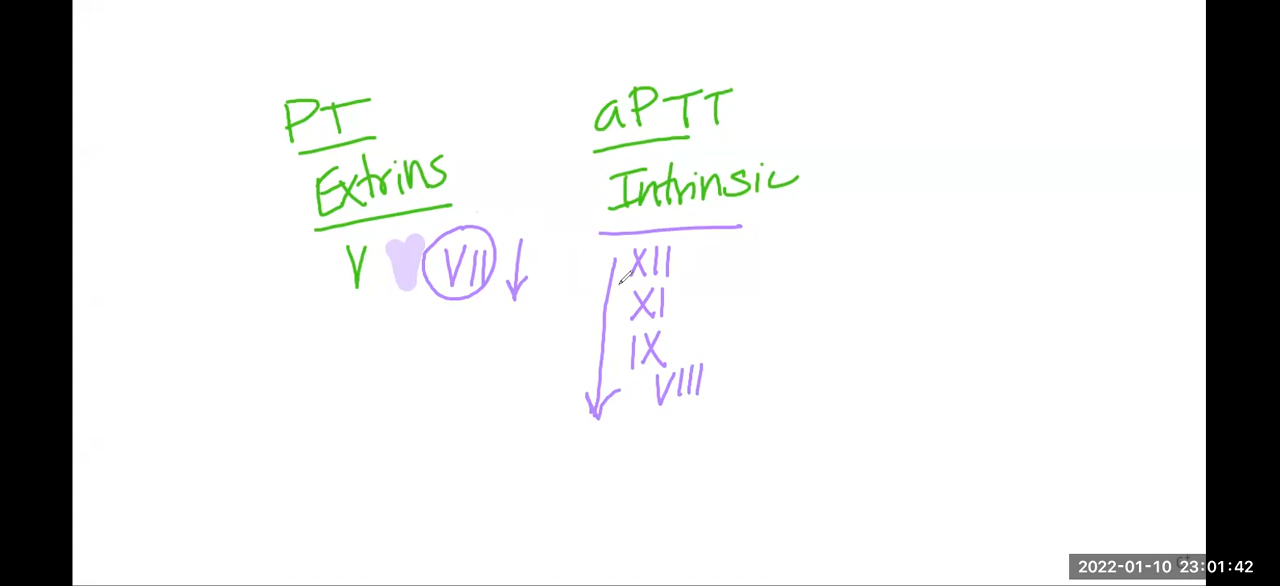 PT aPTT
Extrins Intrinsic
V VII XII
XI
IX
VIII
2022-01-10 23:01:42